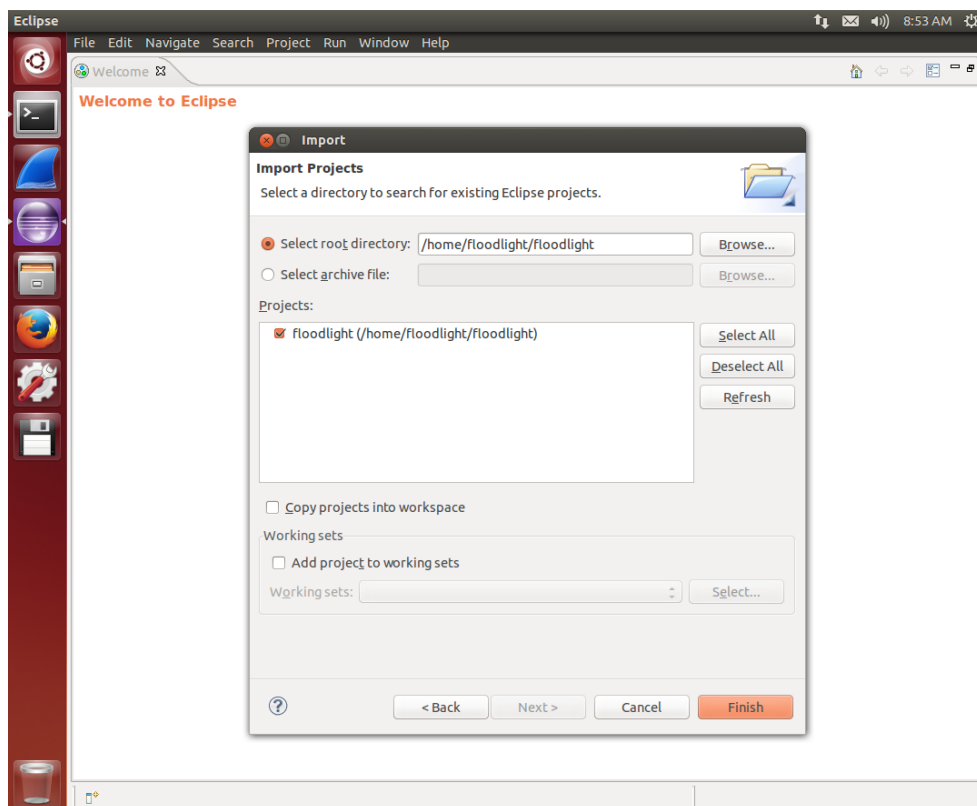 Eclipse 8:53 AM
File Edit Navigate Search Project Run Window Help
Welcome
Welcome to Eclipse
Import
Import Projects
Select a directory to search for existing Eclipse projects.
Select root directory: /home/floodlight/floodlight Browse...
Select archive file: Browse...
Projects:
floodlight (/home/floodlight/floodlight)
Select All
Deselect All
Refresh
Copy projects into workspace
Working sets
Add project to working sets
Working sets: Select...
? < Back Next > Cancel Finish